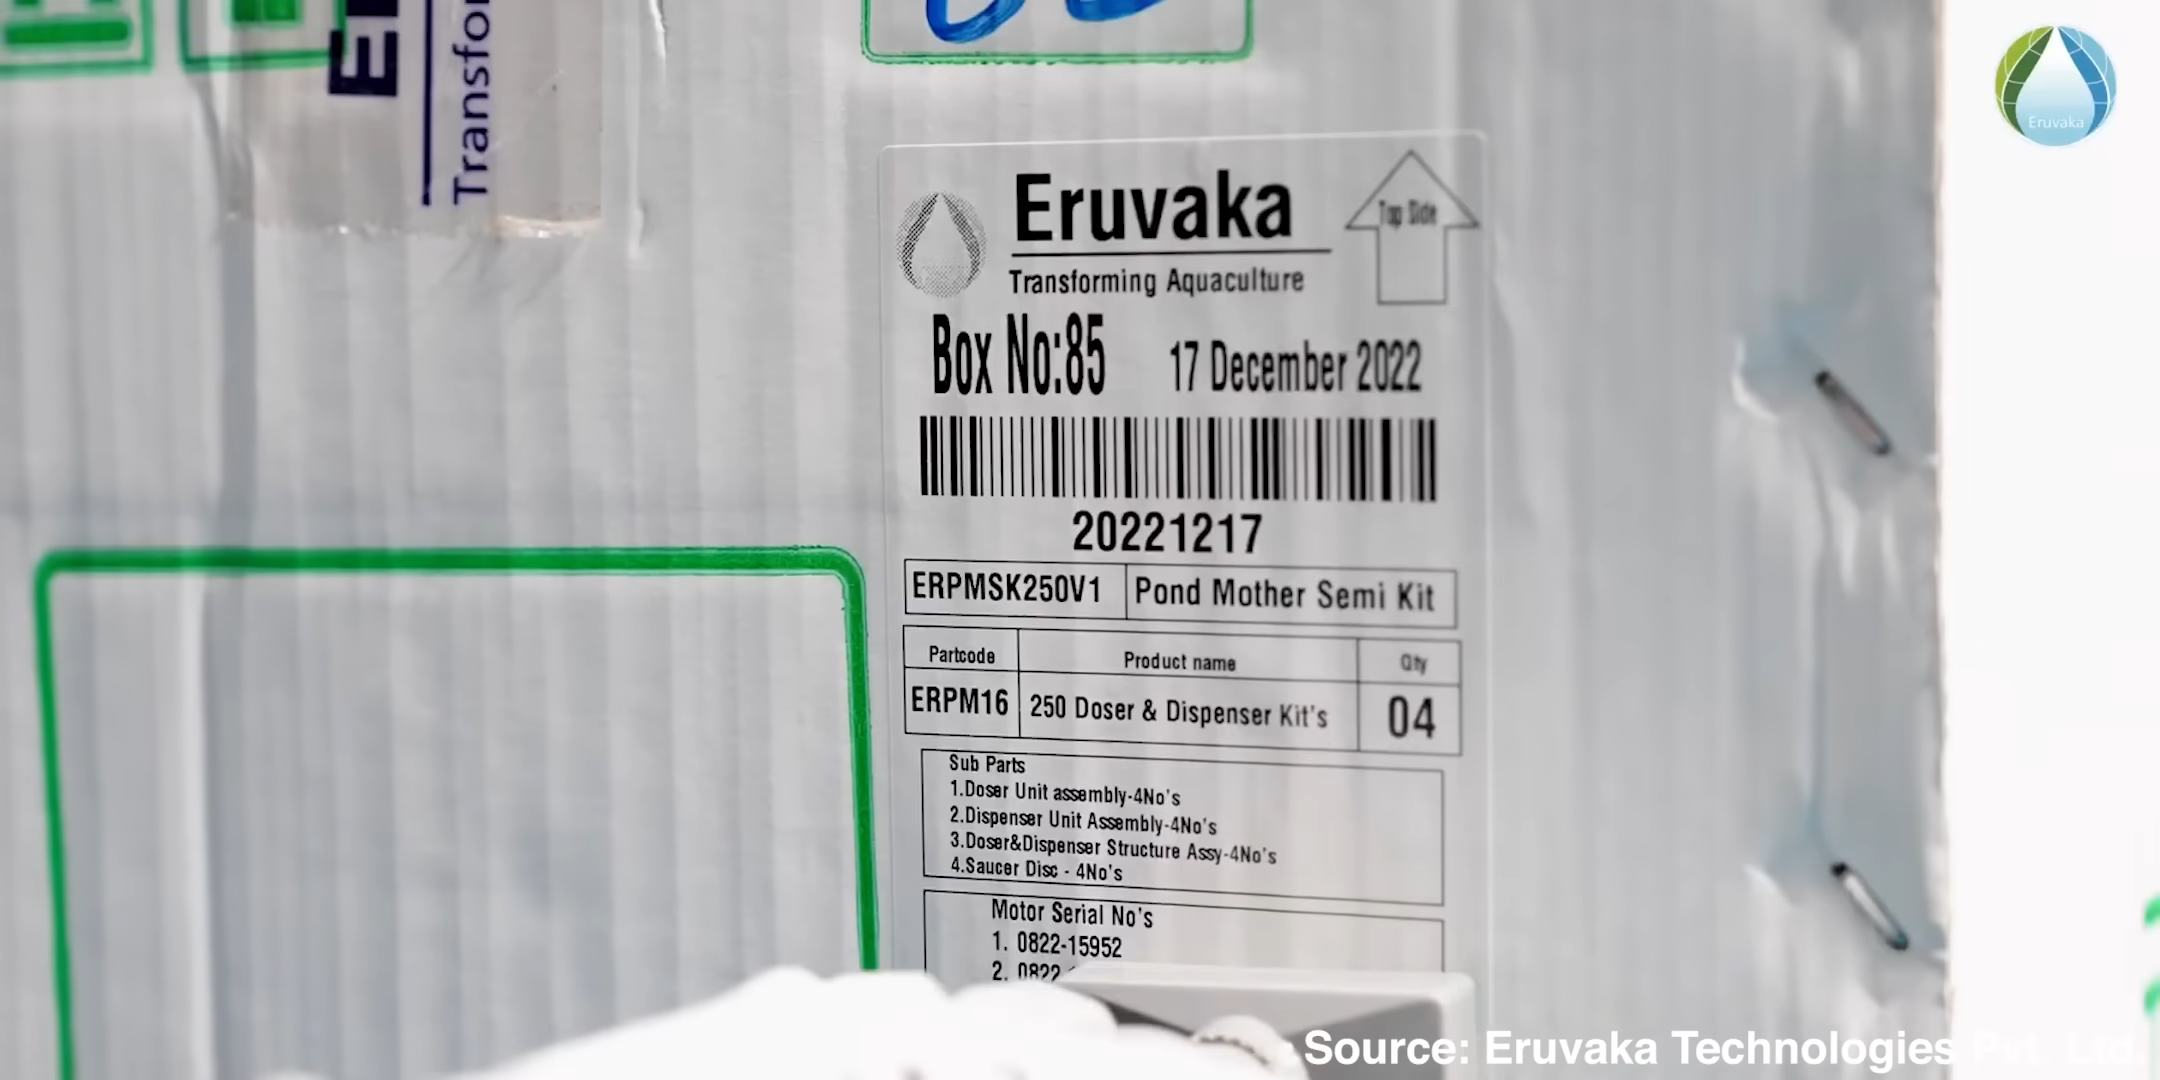 Transfo
Eruvaka
Eruvaka
Top Side
Transforming Aquaculture
Box No:85 17 December 2022
20221217
ERPMSK250V1 Pond Mother Semi Kit
Partcode Product name Qty
ERPM16 250 Doser & Dispenser Kit's 04
Sub Parts
1.Doser Unit assembly-4No's
2.Dispenser Unit Assembly-4No's
3.Doser&Dispenser Structure Assy-4No's
4.Saucer Disc - 4No's
Motor Serial No's
1. 0822-15952
2. 0822
Source: Eruvaka Technologies Pvt. Ltd.